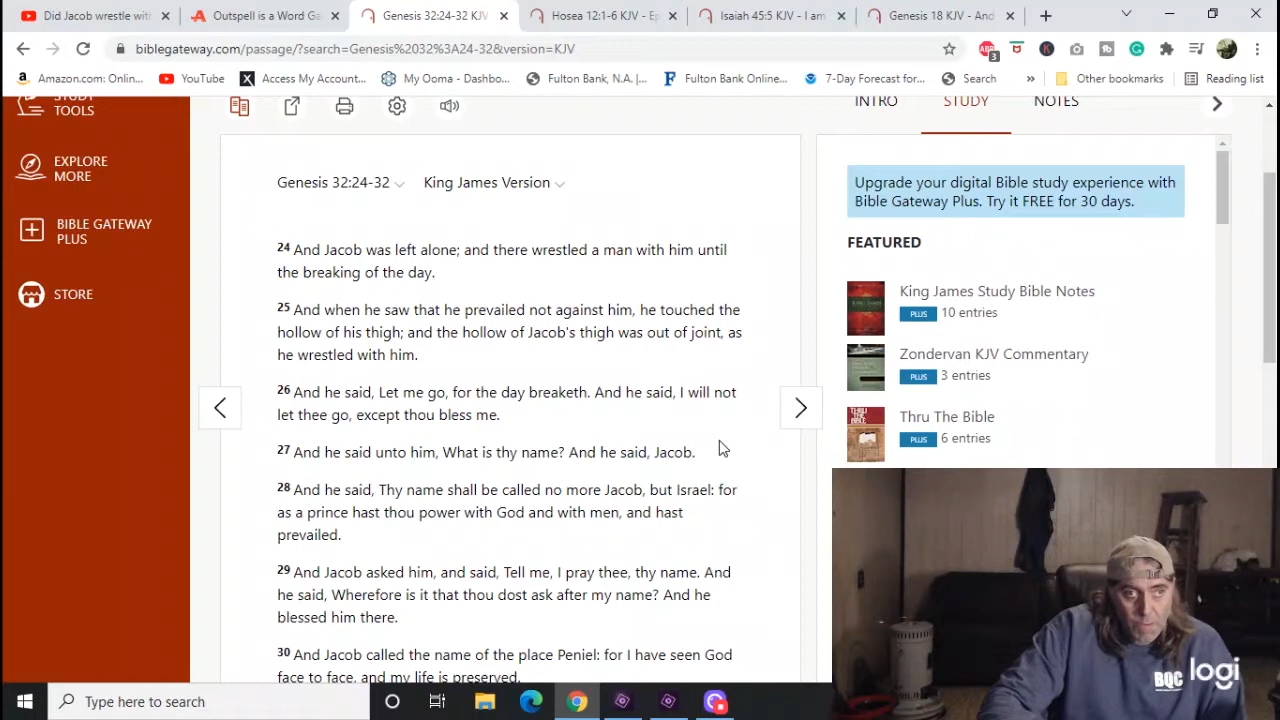 Did Jacob wrestle witl
Outspell is a Word Ga
Genesis 32:24-32 KJV
Hosea 12:1-6 KJV - Ep
Isaiah 45:5 KJV - I am
Genesis 18 KJV - And
biblegateway.com/passage/?search=Genesis%2032%3A24-32&version=KJV
ABP
3
Amazon.com: Onlin...
YouTube
Access My Account...
My Ooma - Dashbo...
Fulton Bank, N.A. |...
Fulton Bank Online...
7-Day Forecast for...
Search
»
Other bookmarks
Reading list
STUDY
TOOLS
EXPLORE
MORE
BIBLE GATEWAY
PLUS
STORE
INTRO
STUDY
NOTES
Genesis 32:24-32
King James Version
24 And Jacob was left alone; and there wrestled a man with him until
the breaking of the day.
25 And when he saw that he prevailed not against him, he touched the
hollow of his thigh; and the hollow of Jacob's thigh was out of joint, as
he wrestled with him.
26 And he said, Let me go, for the day breaketh. And he said, I will not
let thee go, except thou bless me.
27 And he said unto him, What is thy name? And he said, Jacob.
28 And he said, Thy name shall be called no more Jacob, but Israel: for
as a prince hast thou power with God and with men, and hast
prevailed.
29 And Jacob asked him, and said, Tell me, I pray thee, thy name. And
he said, Wherefore is it that thou dost ask after my name? And he
blessed him there.
30 And Jacob called the name of the place Peniel: for I have seen God
face to face, and my life is preserved.
Upgrade your digital Bible study experience with
Bible Gateway Plus. Try it FREE for 30 days.
FEATURED
King James Study Bible Notes
PLUS 10 entries
Zondervan KJV Commentary
PLUS 3 entries
Thru The Bible
PLUS 6 entries
THRU
THE
BIBLE
BQC
logi
Type here to search